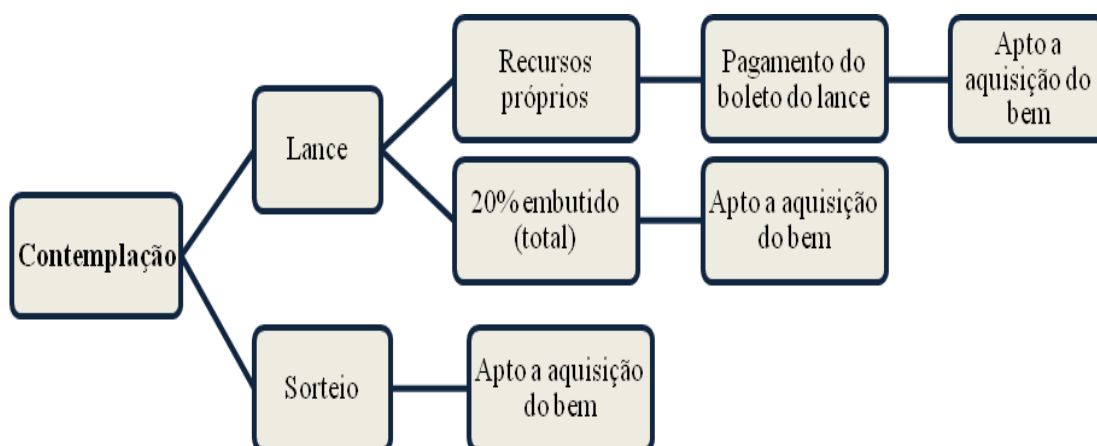 Recursos
próprios
Pagamento do
boleto do lance
Apto a
aquisição do
bem
Lance
20% embutido
(total)
Apto a aquisição
do bem
Contemplação
Sorteio
Apto a aquisição
do bem